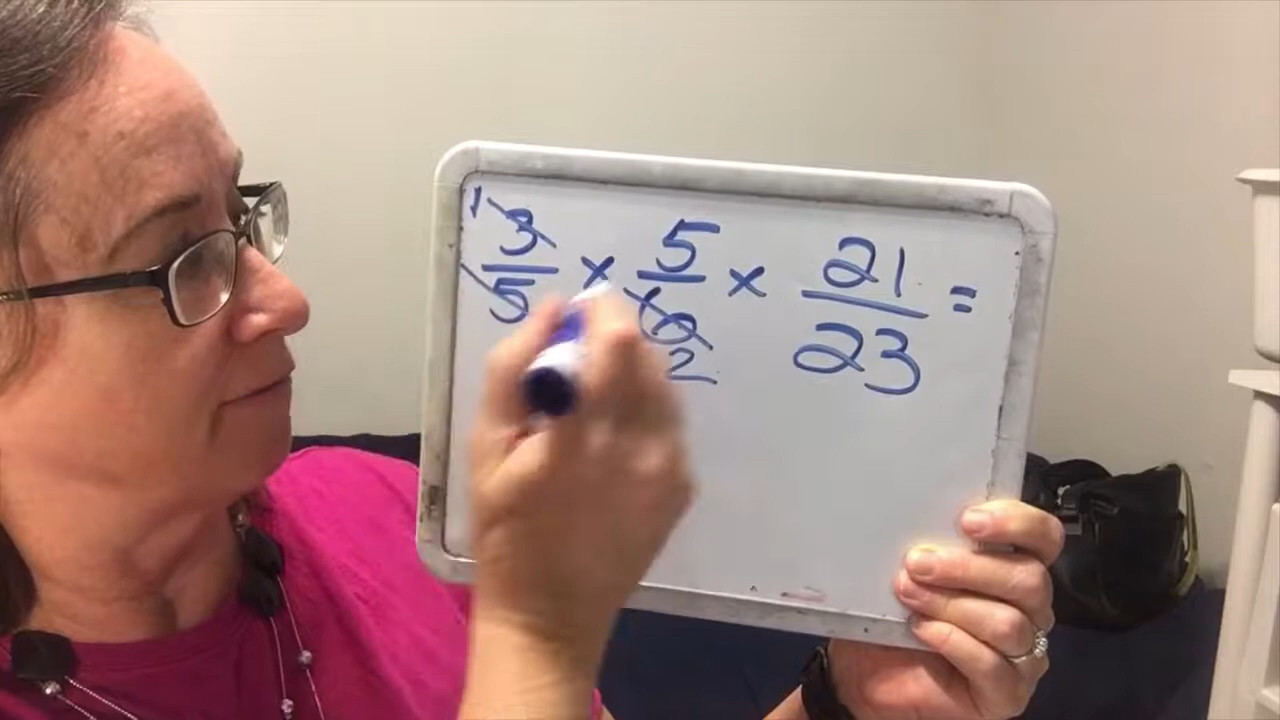 1 3/5 × 5/6 × 21/23 =
2